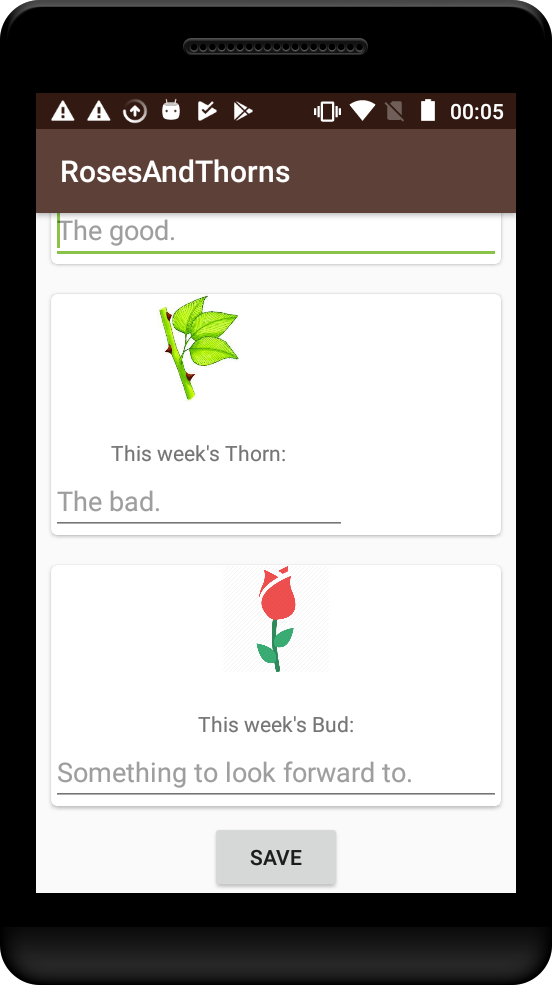 00:05
RosesAndThorns
The good.
This week's Thorn:
The bad.
This week's Bud:
Something to look forward to.
SAVE